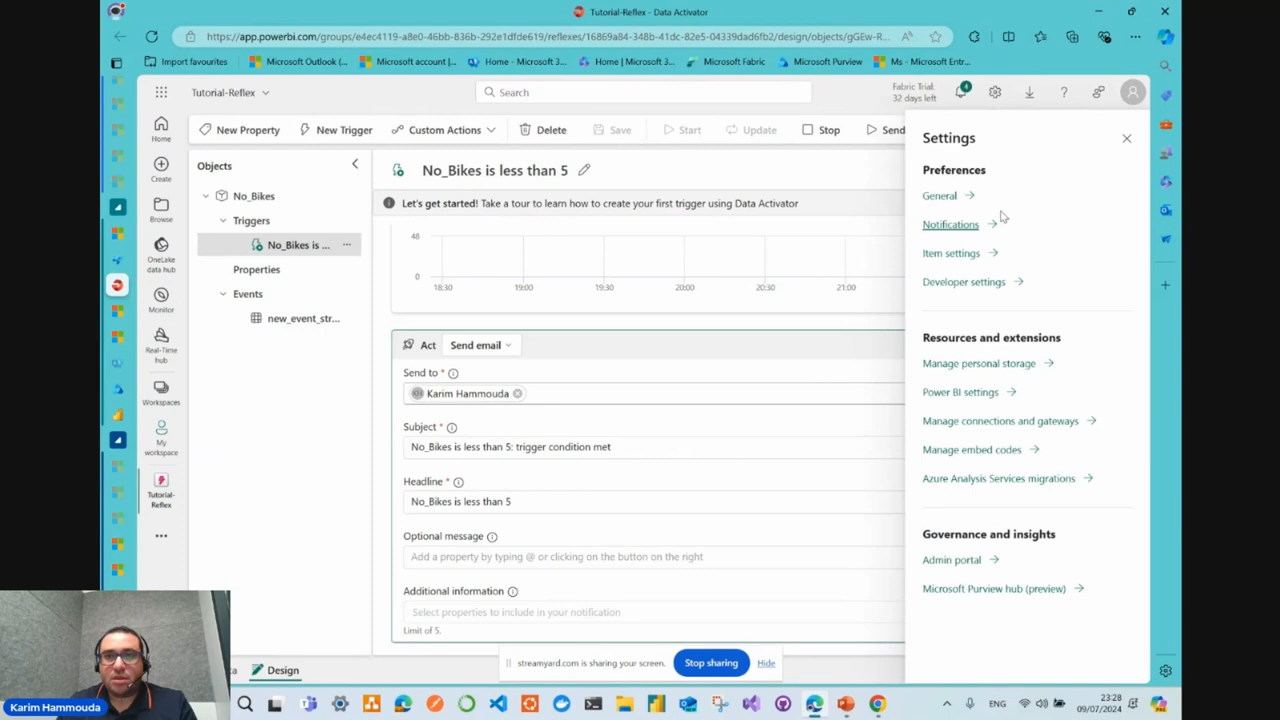 Tutorial-Reflex - Data Activator
https://app.powerbi.com/groups/e4ec4119-a8e0-46bb-836b-292e1dfde619/reflexes/16869a84-348b-41dc-82e5-04339dad6fb2/design/objects/gGEw-R...
Import favourites
Microsoft Outlook (...
Microsoft account |...
Home - Microsoft 3...
Home | Microsoft 3...
Microsoft Fabric
Microsoft Purview
Ms - Microsoft Entr...
Tutorial-Reflex
Search
Fabric Trial:
32 days left
4
Home
Create
Browse
OneLake
data hub
Monitor
Real-Time
hub
Workspaces
My
workspace
Tutorial-
Reflex
New Property
New Trigger
Custom Actions
Delete
Save
Start
Update
Stop
Send
Objects
No_Bikes
Triggers
No_Bikes is ...
Properties
Events
new_event_str...
No_Bikes is less than 5
Let's get started! Take a tour to learn how to create your first trigger using Data Activator
48
0
18:30 19:00 19:30 20:00 20:30 21:00
Act
Send email
Send to *
Karim Hammouda
Subject *
No_Bikes is less than 5: trigger condition met
Headline *
No_Bikes is less than 5
Optional message
Add a property by typing @ or clicking on the button on the right
Additional information
Select properties to include in your notification
Limit of 5.
Design
Settings
Preferences
General
Notifications
Item settings
Developer settings
Resources and extensions
Manage personal storage
Power BI settings
Manage connections and gateways
Manage embed codes
Azure Analysis Services migrations
Governance and insights
Admin portal
Microsoft Purview hub (preview)
streamyard.com is sharing your screen.
Stop sharing
Hide
Karim Hammouda
ENG
23:28
09/07/2024